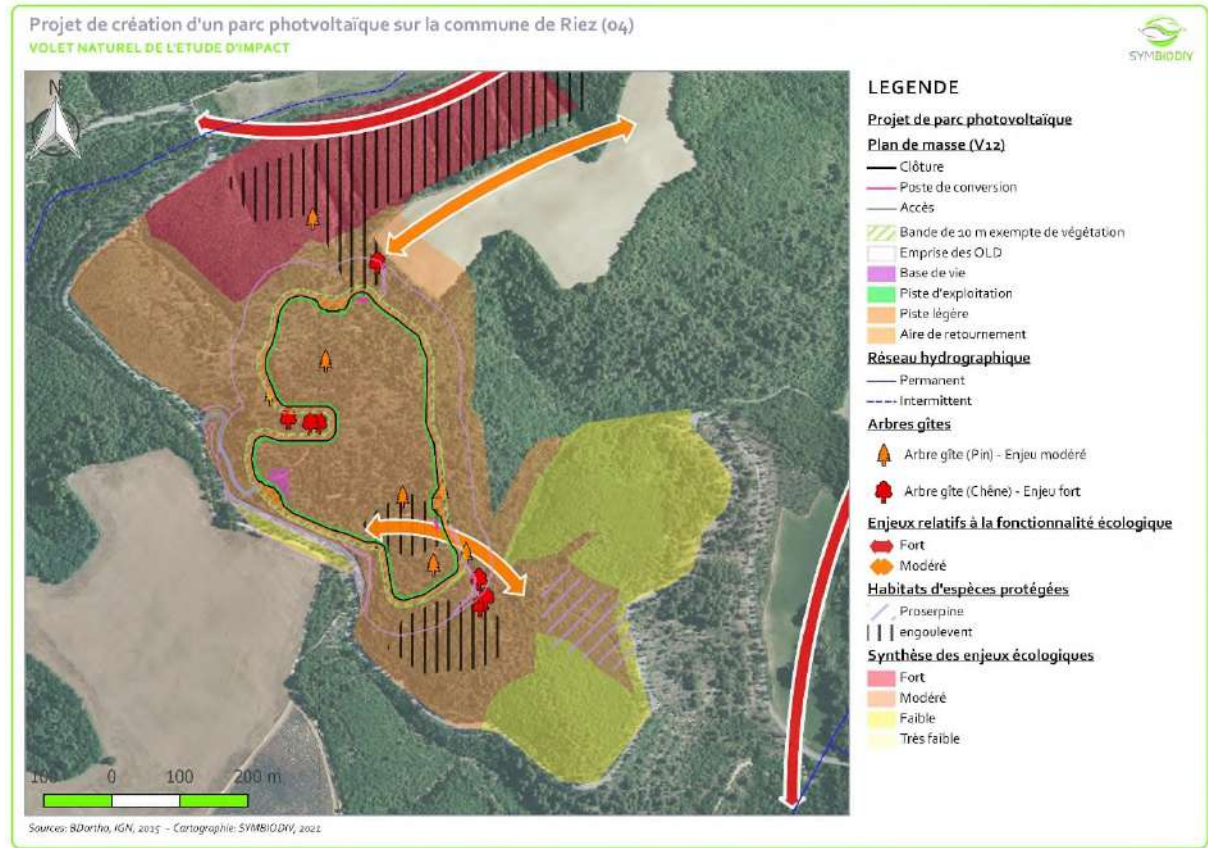 Projet de création d'un parc photvoltaïque sur la commune de Riez (04)
VOLET NATUREL DE L'ETUDE D'IMPACT
SYMBIODIV
N
LEGENDE
Projet de parc photovoltaïque
Plan de masse (V12)
Clôture
Poste de conversion
Accès
Bande de 10 m exempte de végétation
Emprise des OLD
Base de vie
Piste d'exploitation
Piste légère
Aire de retournement
Réseau hydrographique
Permanent
Intermittent
Arbres gîtes
Arbre gîte (Pin) - Enjeu modéré
Arbre gîte (Chêne) - Enjeu fort
Enjeux relatifs à la fonctionnalité écologique
Fort
Modéré
Habitats d'espèces protégées
Proserpine
engoulevent
Synthèse des enjeux écologiques
Fort
Modéré
Faible
Très faible
100 0 100 200 m
Sources: BDortho, IGN, 2015 - Cartographie: SYMBIODIV, 2021